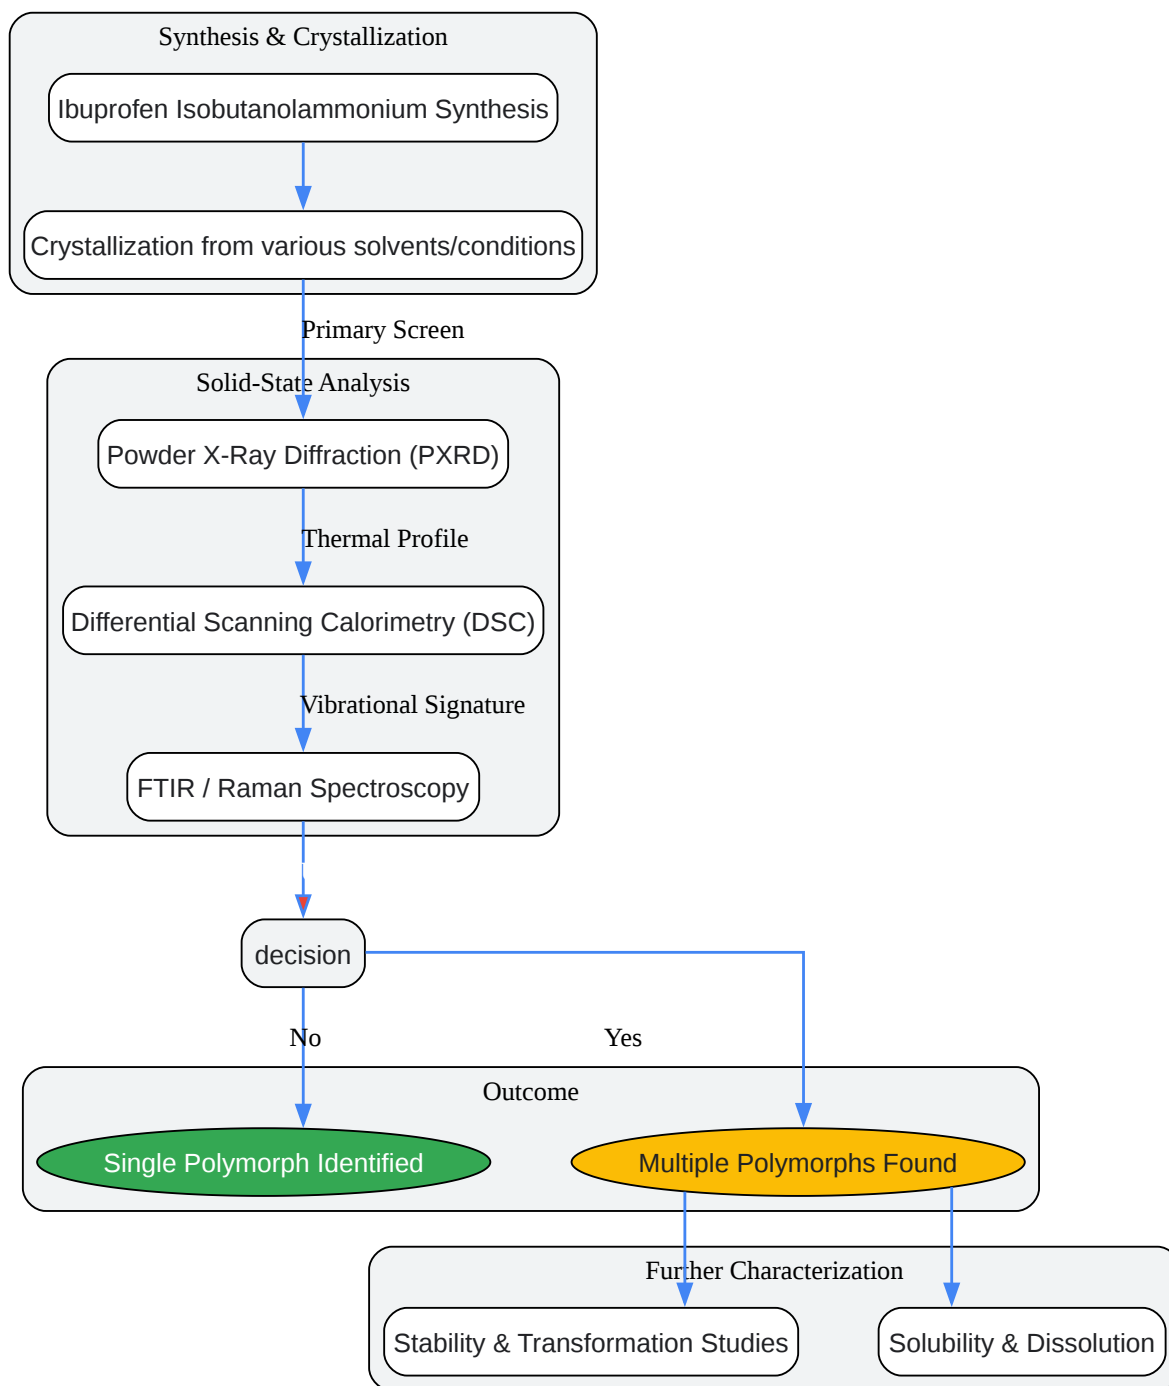 Synthesis & Crystallization
Ibuprofen Isobutanolammonium Synthesis
Crystallization from various solvents/conditions
Primary Screen
Solid-State Analysis
Powder X-Ray Diffraction (PXRD)
Thermal Profile
Differential Scanning Calorimetry (DSC)
Vibrational Signature
FTIR / Raman Spectroscopy
decision
No
Yes
Outcome
Single Polymorph Identified
Multiple Polymorphs Found
Further Characterization
Stability & Transformation Studies
Solubility & Dissolution